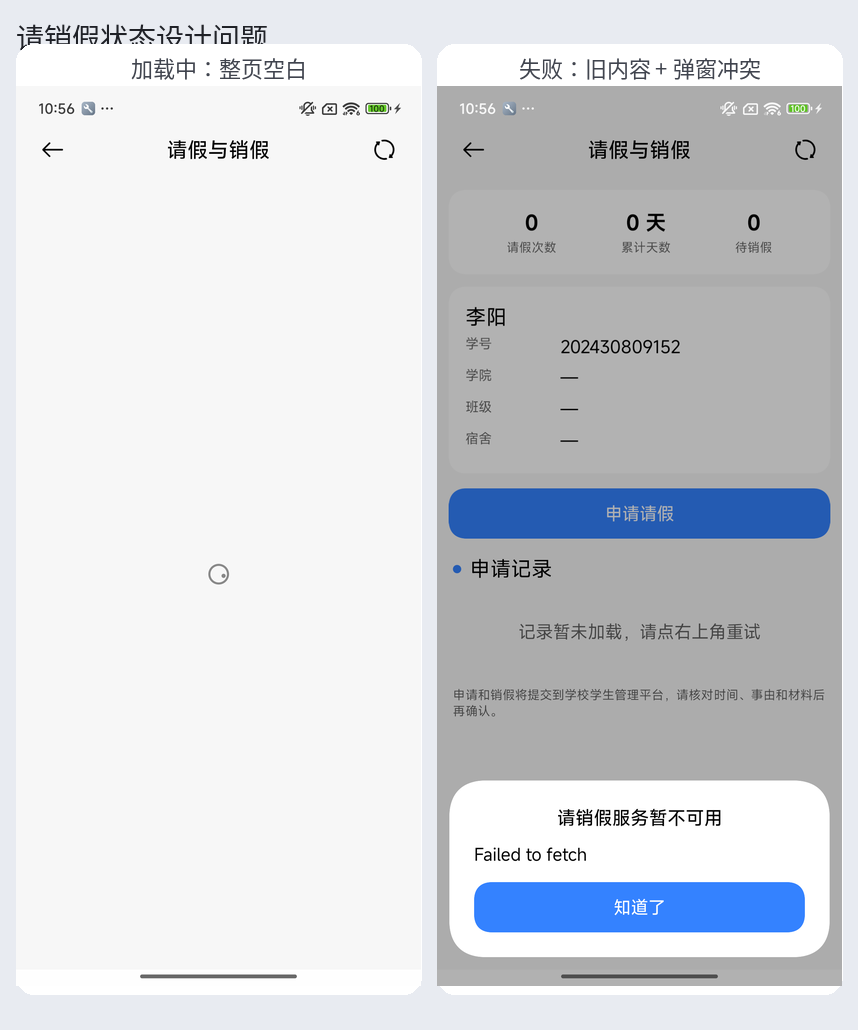 请销假状态设计问题
加载中：整页空白
10:56
100
请假与销假
失败：旧内容 + 弹窗冲突
10:56
100
请假与销假
0 0 天 0
请假次数 累计天数 待销假
李阳
学号 202430809152
学院 —
班级 —
宿舍 —
申请请假
申请记录
记录暂未加载，请点右上角重试
申请和销假将提交到学校学生管理平台，请核对时间、事由和材料后
再确认。
请销假服务暂不可用
Failed to fetch
知道了